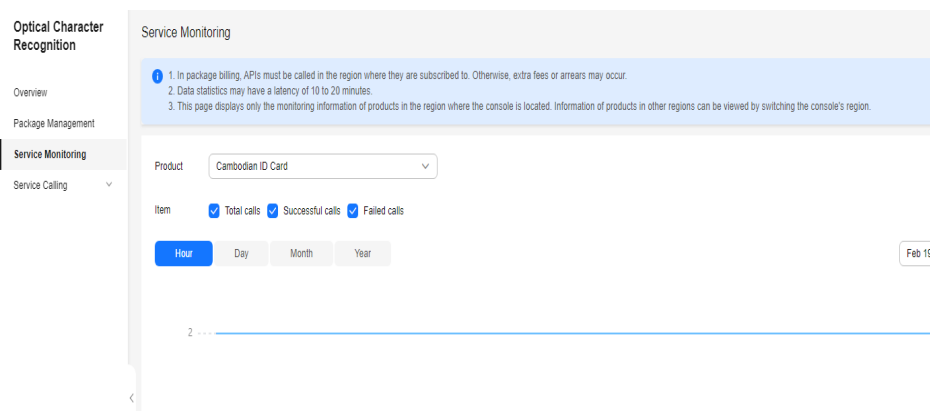 Optical Character
Recognition
Overview
Package Management
Service Monitoring
Service Calling
Service Monitoring
1. In package billing, APIs must be called in the region where they are subscribed to. Otherwise, extra fees or arrears may occur.
2. Data statistics may have a latency of 10 to 20 minutes.
3. This page displays only the monitoring information of products in the region where the console is located. Information of products in other regions can be viewed by switching the console's region.
Product Cambodian ID Card
Item Total calls Successful calls Failed calls
Hour Day Month Year Feb 19
2